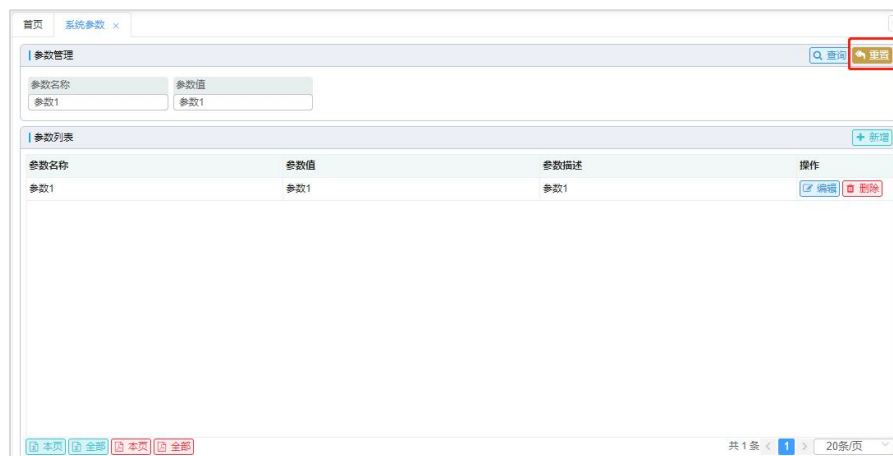 首页 系统参数 ×
参数管理 查询 重置
参数名称 参数值
参数1 参数1
参数列表 + 新增
参数名称 参数值 参数描述 操作
参数1 参数1 参数1 编辑 删除
本页 全部 本页 全部 共1条 < 1 > 20条/页